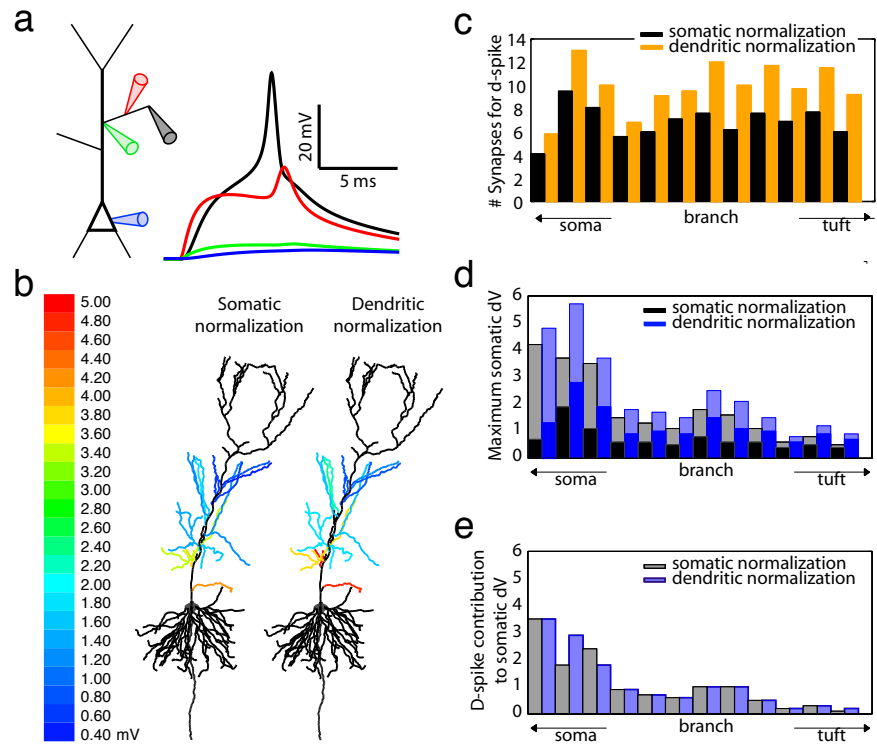 a
20 mV
5 ms
b
Somatic
normalization
Dendritic
normalization
5.00
4.80
4.60
4.40
4.20
4.00
3.80
3.60
3.40
3.20
3.00
2.80
2.60
2.40
2.20
2.00
1.80
1.60
1.40
1.20
1.00
0.80
0.60
0.40 mV
c
somatic normalization
dendritic normalization
# Synapses for d-spike
14
12
10
8
6
4
2
0
soma
branch
tuft
d
somatic normalization
dendritic normalization
Maximum somatic dV
6
5
4
3
2
1
0
soma
branch
tuft
e
somatic normalization
dendritic normalization
D-spike contribution
to somatic dV
6
5
4
3
2
1
0
soma
branch
tuft